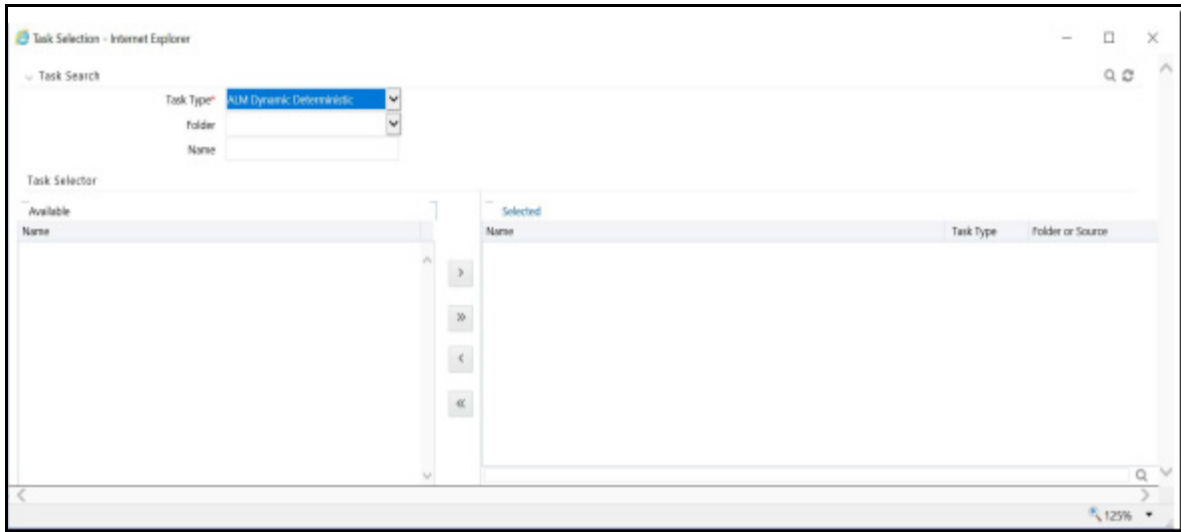 Task Selection - Internet Explorer
Task Search
Task Type* ALM Dynamic Deterministic
Folder
Name
Task Selector
Available Selected
Name Name Task Type Folder or Source
125%